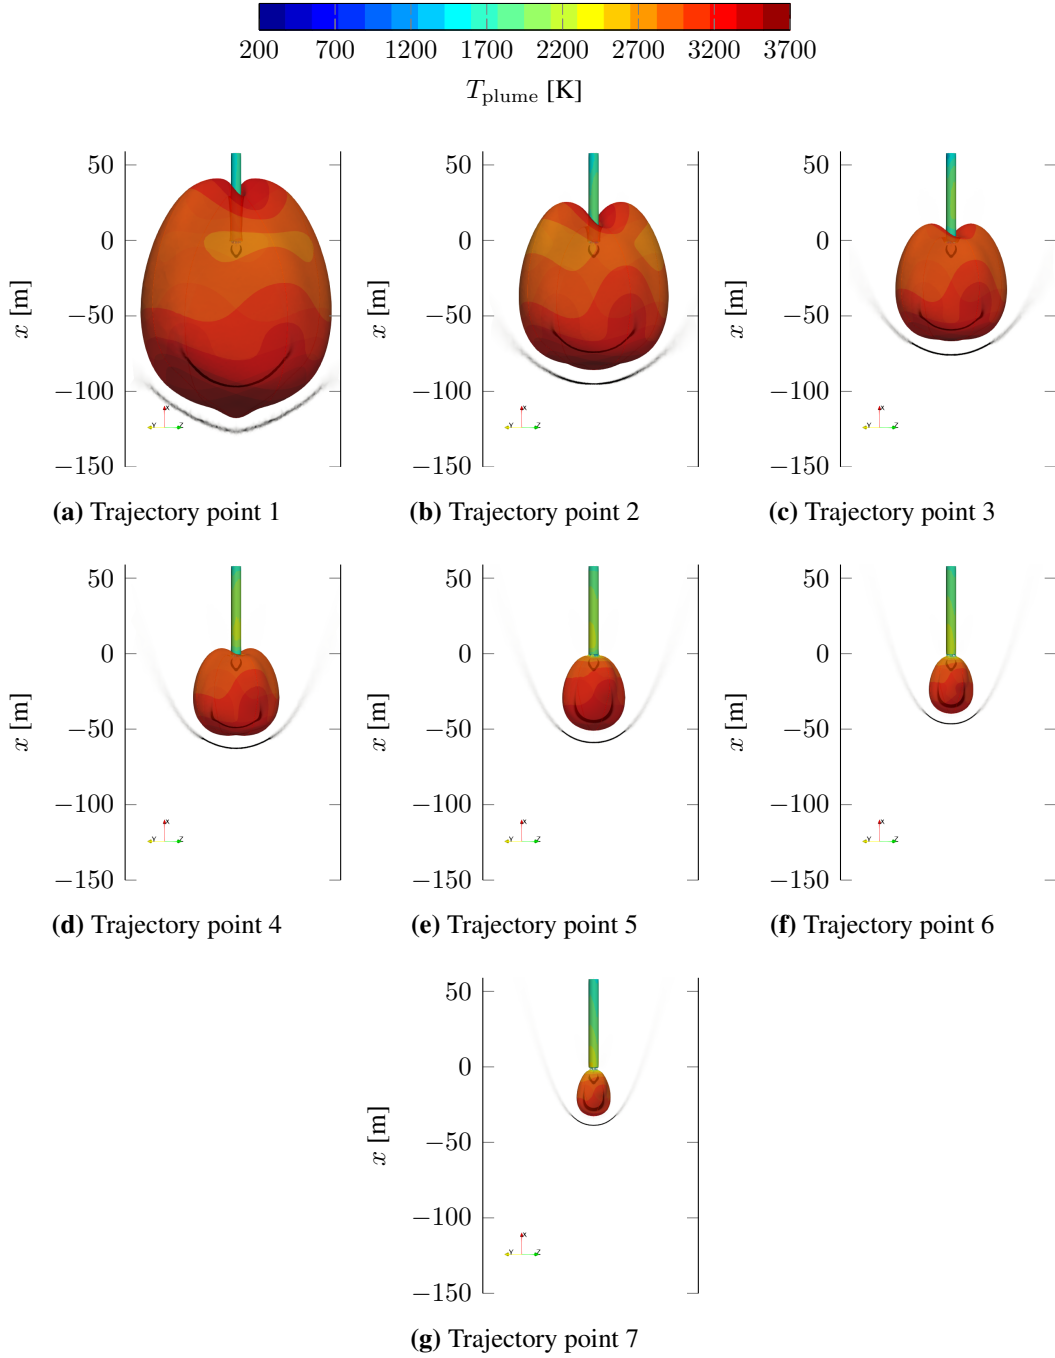 200 700 1200 1700 2200 2700 3200 3700
T_plume [K]
50 50 50
0 0 0
x [m] x [m] x [m]
−50 −50 −50
−100 −100 −100
X X X
Y Z Y Z Y Z
−150 −150 −150
(a) Trajectory point 1 (b) Trajectory point 2 (c) Trajectory point 3
50 50 50
0 0 0
x [m] x [m] x [m]
−50 −50 −50
−100 −100 −100
X X X
Y Z Y Z Y Z
−150 −150 −150
(d) Trajectory point 4 (e) Trajectory point 5 (f) Trajectory point 6
50
0
x [m]
−50
−100
X
Y Z
−150
(g) Trajectory point 7